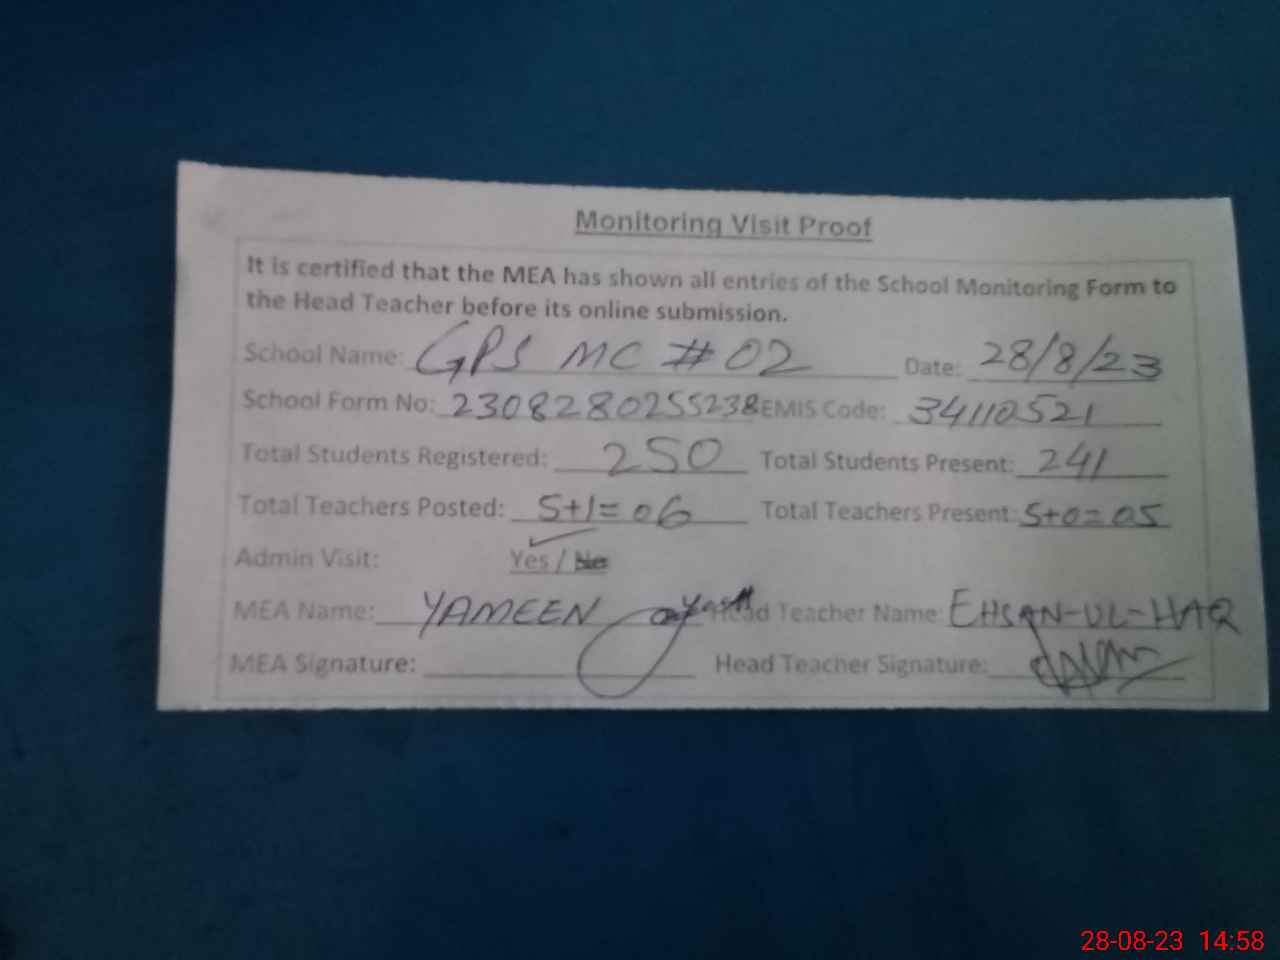 Monitoring Visit Proof
It is certified that the MEA has shown all entries of the School Monitoring Form to
the Head Teacher before its online submission.
School Name: GPS MC # 02 Date: 28/8/23
School Form No: 2308280255238 EMIS Code: 34110521
Total Students Registered: 250 Total Students Present: 241
Total Teachers Posted: 5+1=06 Total Teachers Present: 5+0=05
Admin Visit: Yes / No
MEA Name: YAMEEN Head Teacher Name: EHSAN-UL-HAQ
MEA Signature: Head Teacher Signature:
28-08-23 14:58